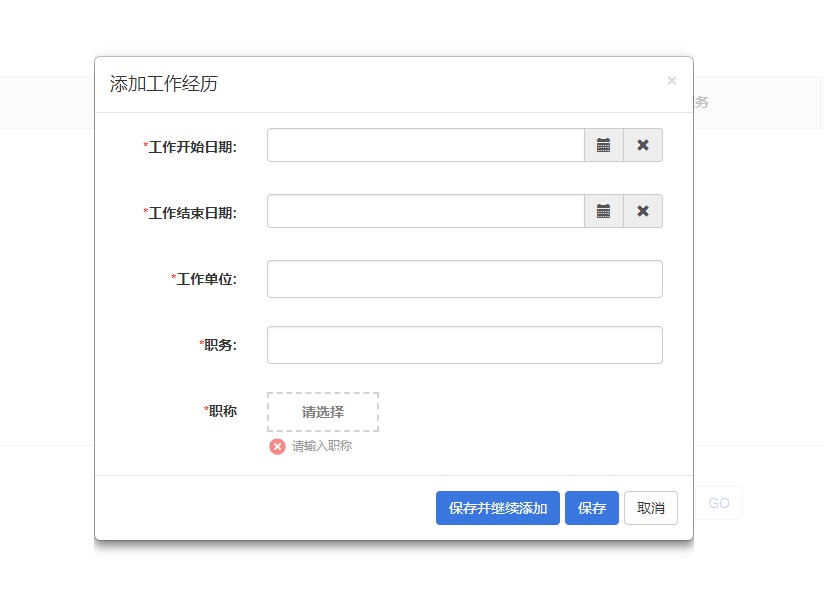 添加工作经历
×
务
*工作开始日期:
*工作结束日期:
*工作单位:
*职务:
*职称
请选择
请输入职称
保存并继续添加
保存
取消
GO